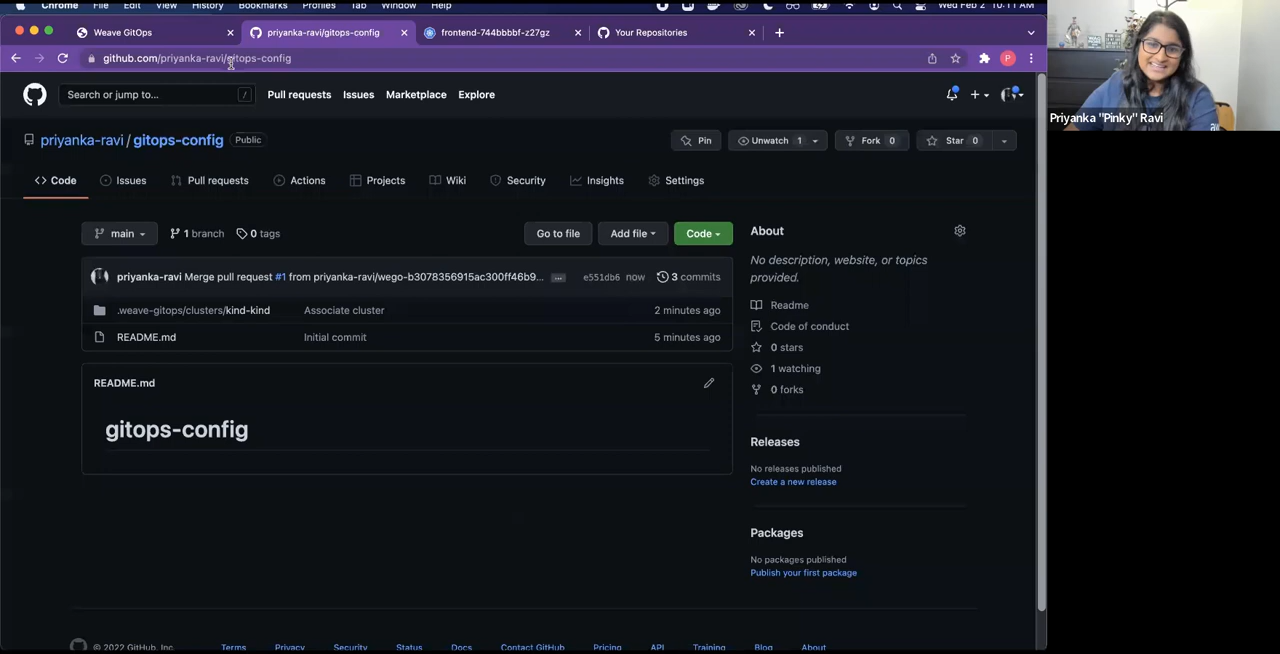 Chrome File Edit View History Bookmarks Profiles Tab Window Help Wed Feb 2 10:11 AM
Weave GitOps
priyanka-ravi/gitops-config
frontend-744bbbbf-z27gz
Your Repositories
github.com/priyanka-ravi/gitops-config
P
Search or jump to... /
Pull requests Issues Marketplace Explore
priyanka-ravi / gitops-config Public
Pin Unwatch 1 Fork 0 Star 0
Code Issues Pull requests Actions Projects Wiki Security Insights Settings
main 1 branch 0 tags Go to file Add file Code
priyanka-ravi Merge pull request #1 from priyanka-ravi/wego-b3078356915ac300ff46b9... ... e551db6 now 3 commits
.weave-gitops/clusters/kind-kind Associate cluster 2 minutes ago
README.md Initial commit 5 minutes ago
README.md
gitops-config
About
No description, website, or topics
provided.
Readme
Code of conduct
0 stars
1 watching
0 forks
Releases
No releases published
Create a new release
Packages
No packages published
Publish your first package
© 2022 GitHub, Inc. Terms Privacy Security Status Docs Contact GitHub Pricing API Training Blog About
Priyanka "Pinky" Ravi